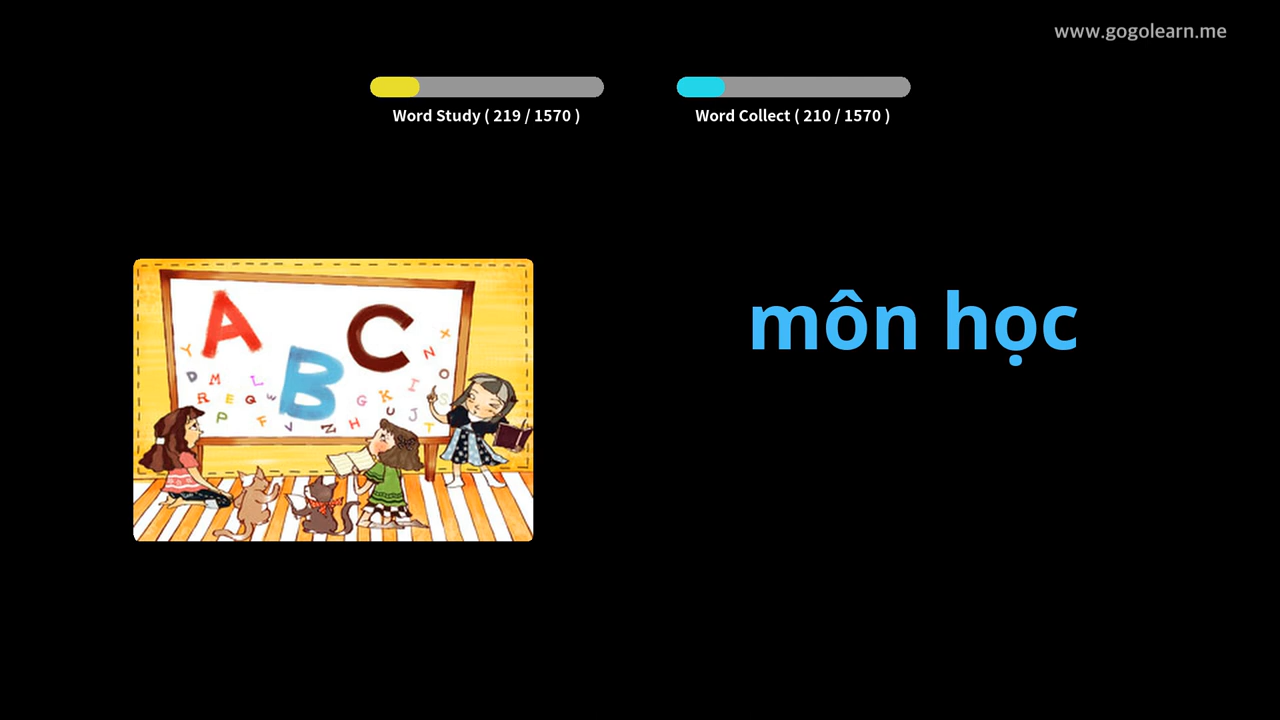 www.gogolearn.me
Word Study ( 219 / 1570 )
Word Collect ( 210 / 1570 )
môn học
A
B
C
X
Y
N
D M L O
R E Q W G K I S
P F V Z H U J T